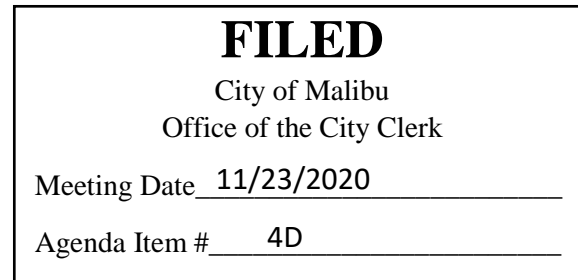 FILED
City of Malibu
Office of the City Clerk
Meeting Date 11/23/2020
Agenda Item # 4D